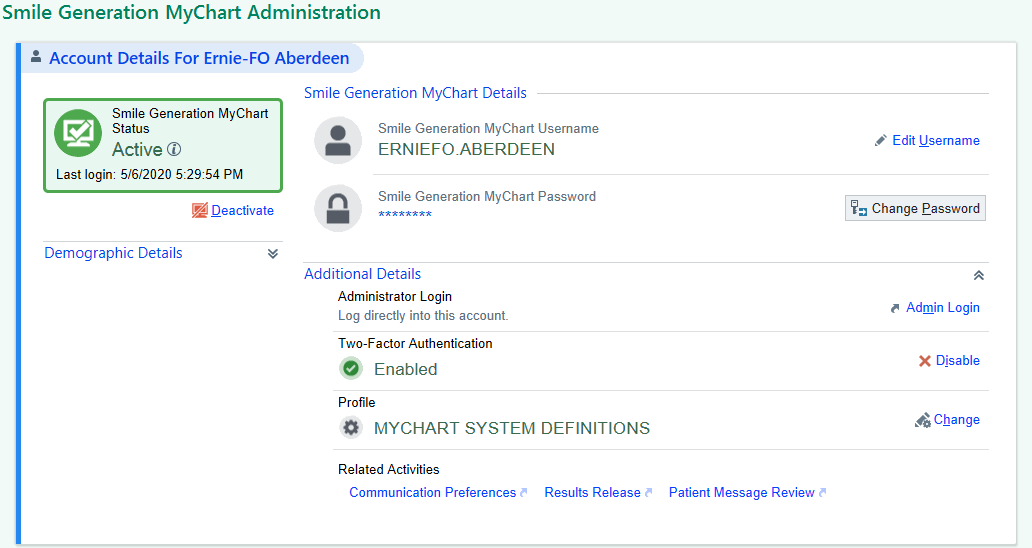 Smile Generation MyChart Administration
Account Details For Ernie-FO Aberdeen
Smile Generation MyChart
Status
Active
Last login: 5/6/2020 5:29:54 PM
Deactivate
Demographic Details
Smile Generation MyChart Details
Smile Generation MyChart Username
ERNIEFO.ABERDEEN
Edit Username
Smile Generation MyChart Password
********
Change Password
Additional Details
Administrator Login
Log directly into this account.
Admin Login
Two-Factor Authentication
Enabled
Disable
Profile
MYCHART SYSTEM DEFINITIONS
Change
Related Activities
Communication Preferences Results Release Patient Message Review